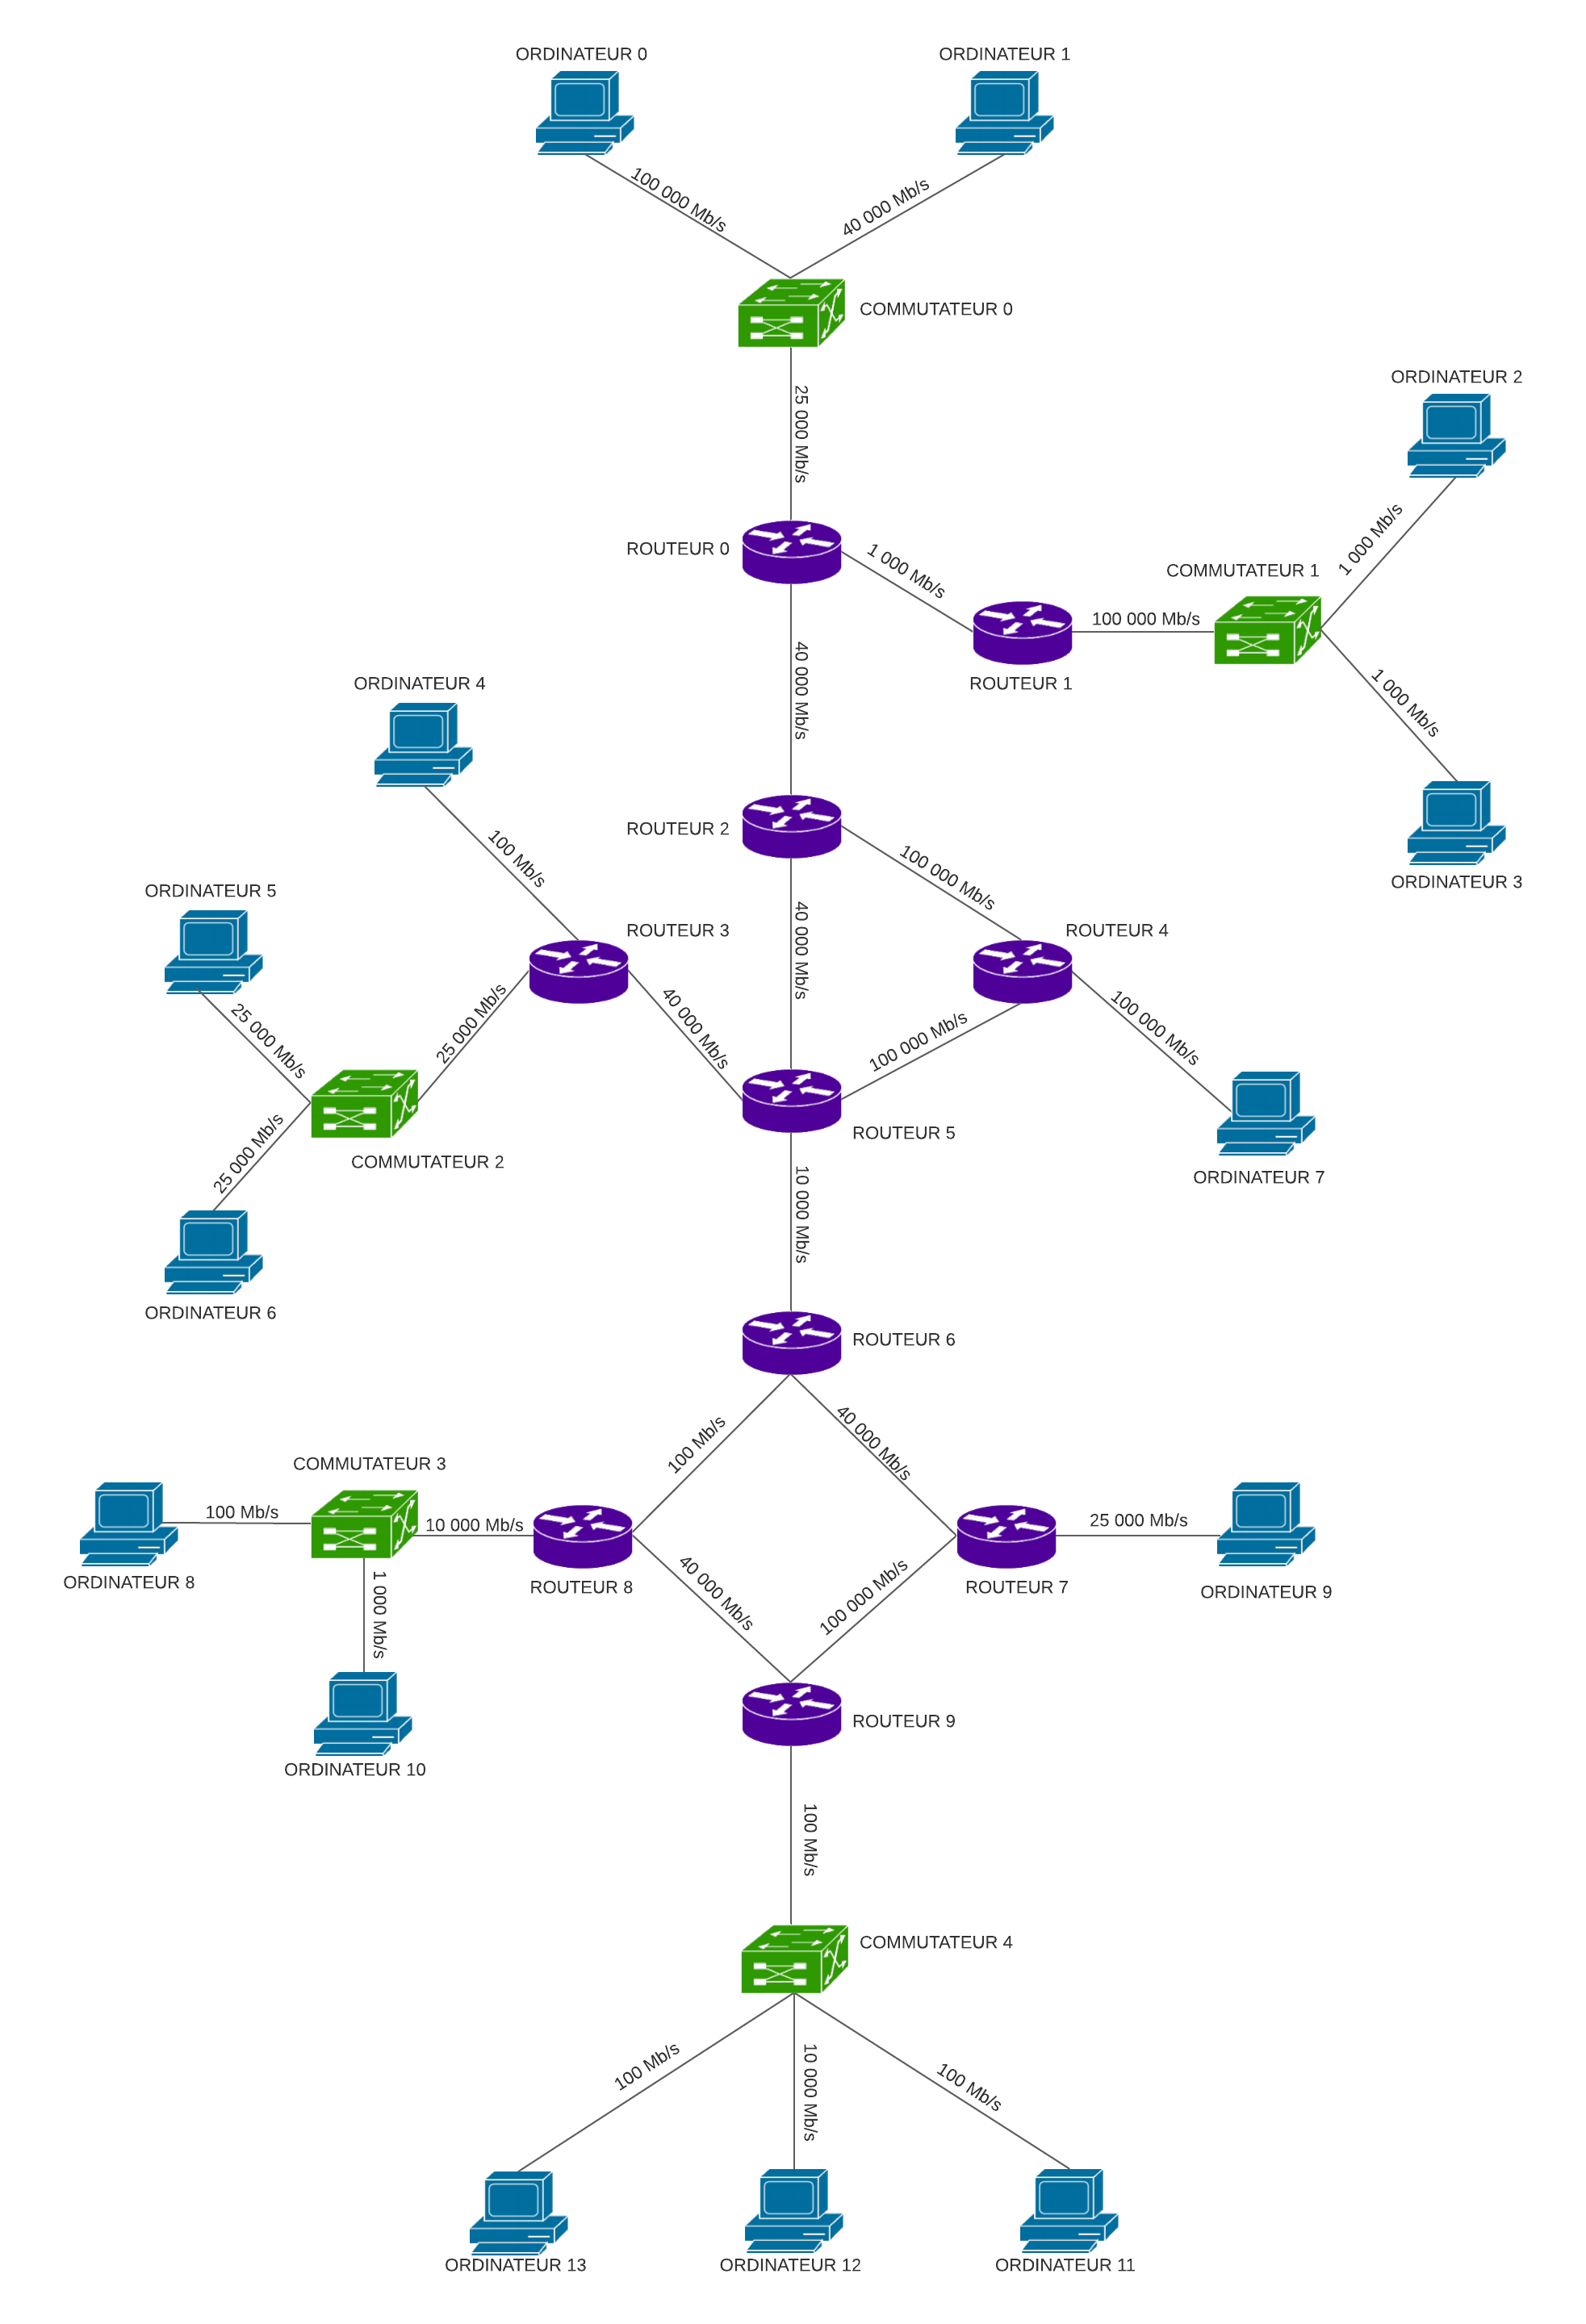 ORDINATEUR 0
ORDINATEUR 1
100 000 Mb/s
40 000 Mb/s
COMMUTATEUR 0
25 000 Mb/s
ORDINATEUR 2
ROUTEUR 0
1 000 Mb/s
1 000 Mb/s
COMMUTATEUR 1
100 000 Mb/s
ROUTEUR 1
40 000 Mb/s
1 000 Mb/s
ORDINATEUR 3
ORDINATEUR 4
ROUTEUR 2
100 Mb/s
100 000 Mb/s
ORDINATEUR 5
ROUTEUR 3
40 000 Mb/s
ROUTEUR 4
25 000 Mb/s
25 000 Mb/s
40 000 Mb/s
100 000 Mb/s
100 000 Mb/s
ROUTEUR 5
25 000 Mb/s
COMMUTATEUR 2
ORDINATEUR 7
10 000 Mb/s
ORDINATEUR 6
ROUTEUR 6
100 Mb/s
40 000 Mb/s
COMMUTATEUR 3
100 Mb/s
10 000 Mb/s
25 000 Mb/s
ORDINATEUR 8
ROUTEUR 8
ROUTEUR 7
ORDINATEUR 9
1 000 Mb/s
40 000 Mb/s
100 000 Mb/s
ROUTEUR 9
ORDINATEUR 10
100 Mb/s
COMMUTATEUR 4
100 Mb/s
10 000 Mb/s
100 Mb/s
ORDINATEUR 13
ORDINATEUR 12
ORDINATEUR 11